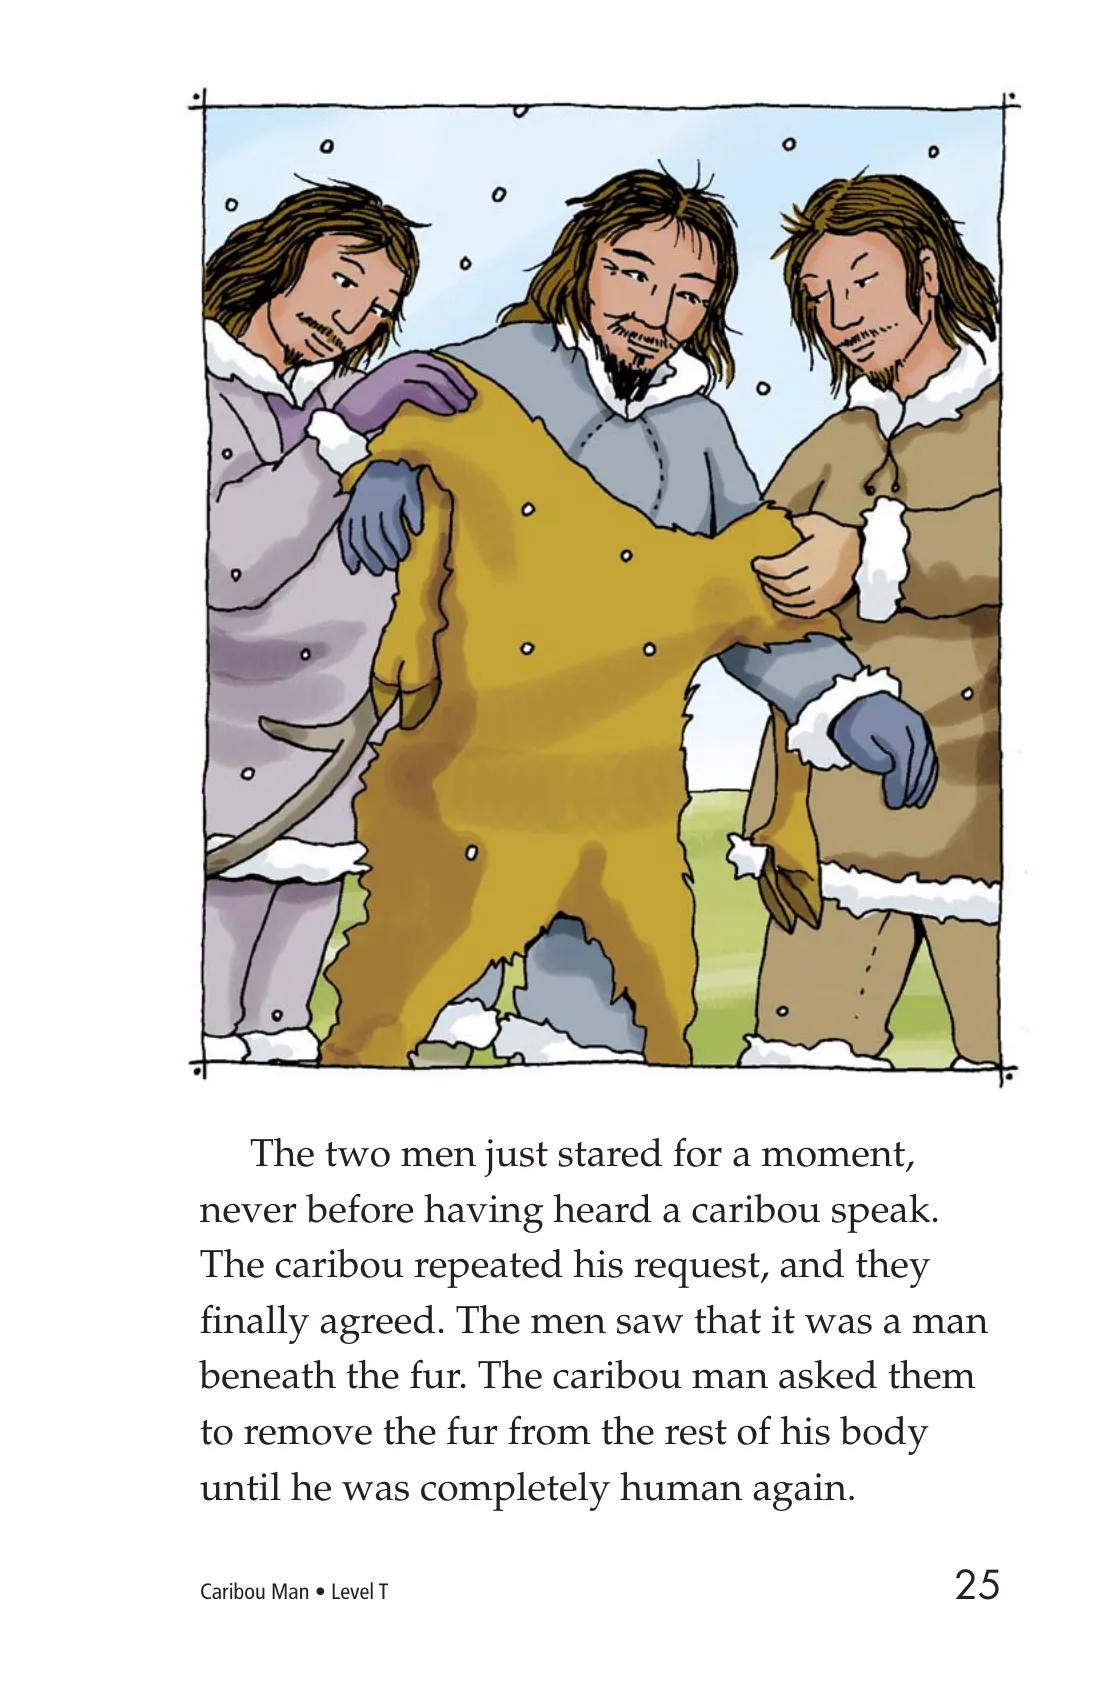 The two men just stared for a moment,
never before having heard a caribou speak.
The caribou repeated his request, and they
finally agreed. The men saw that it was a man
beneath the fur. The caribou man asked them
to remove the fur from the rest of his body
until he was completely human again.
Caribou Man • Level T 25